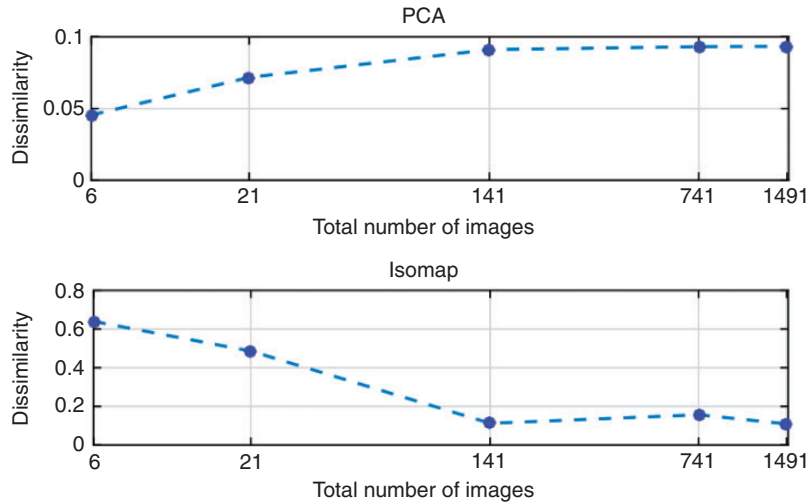 PCA
0.1
0.05
0
Dissimilarity
6 21 141 741 1491
Total number of images
Isomap
0.8
0.6
0.4
0.2
0
Dissimilarity
6 21 141 741 1491
Total number of images